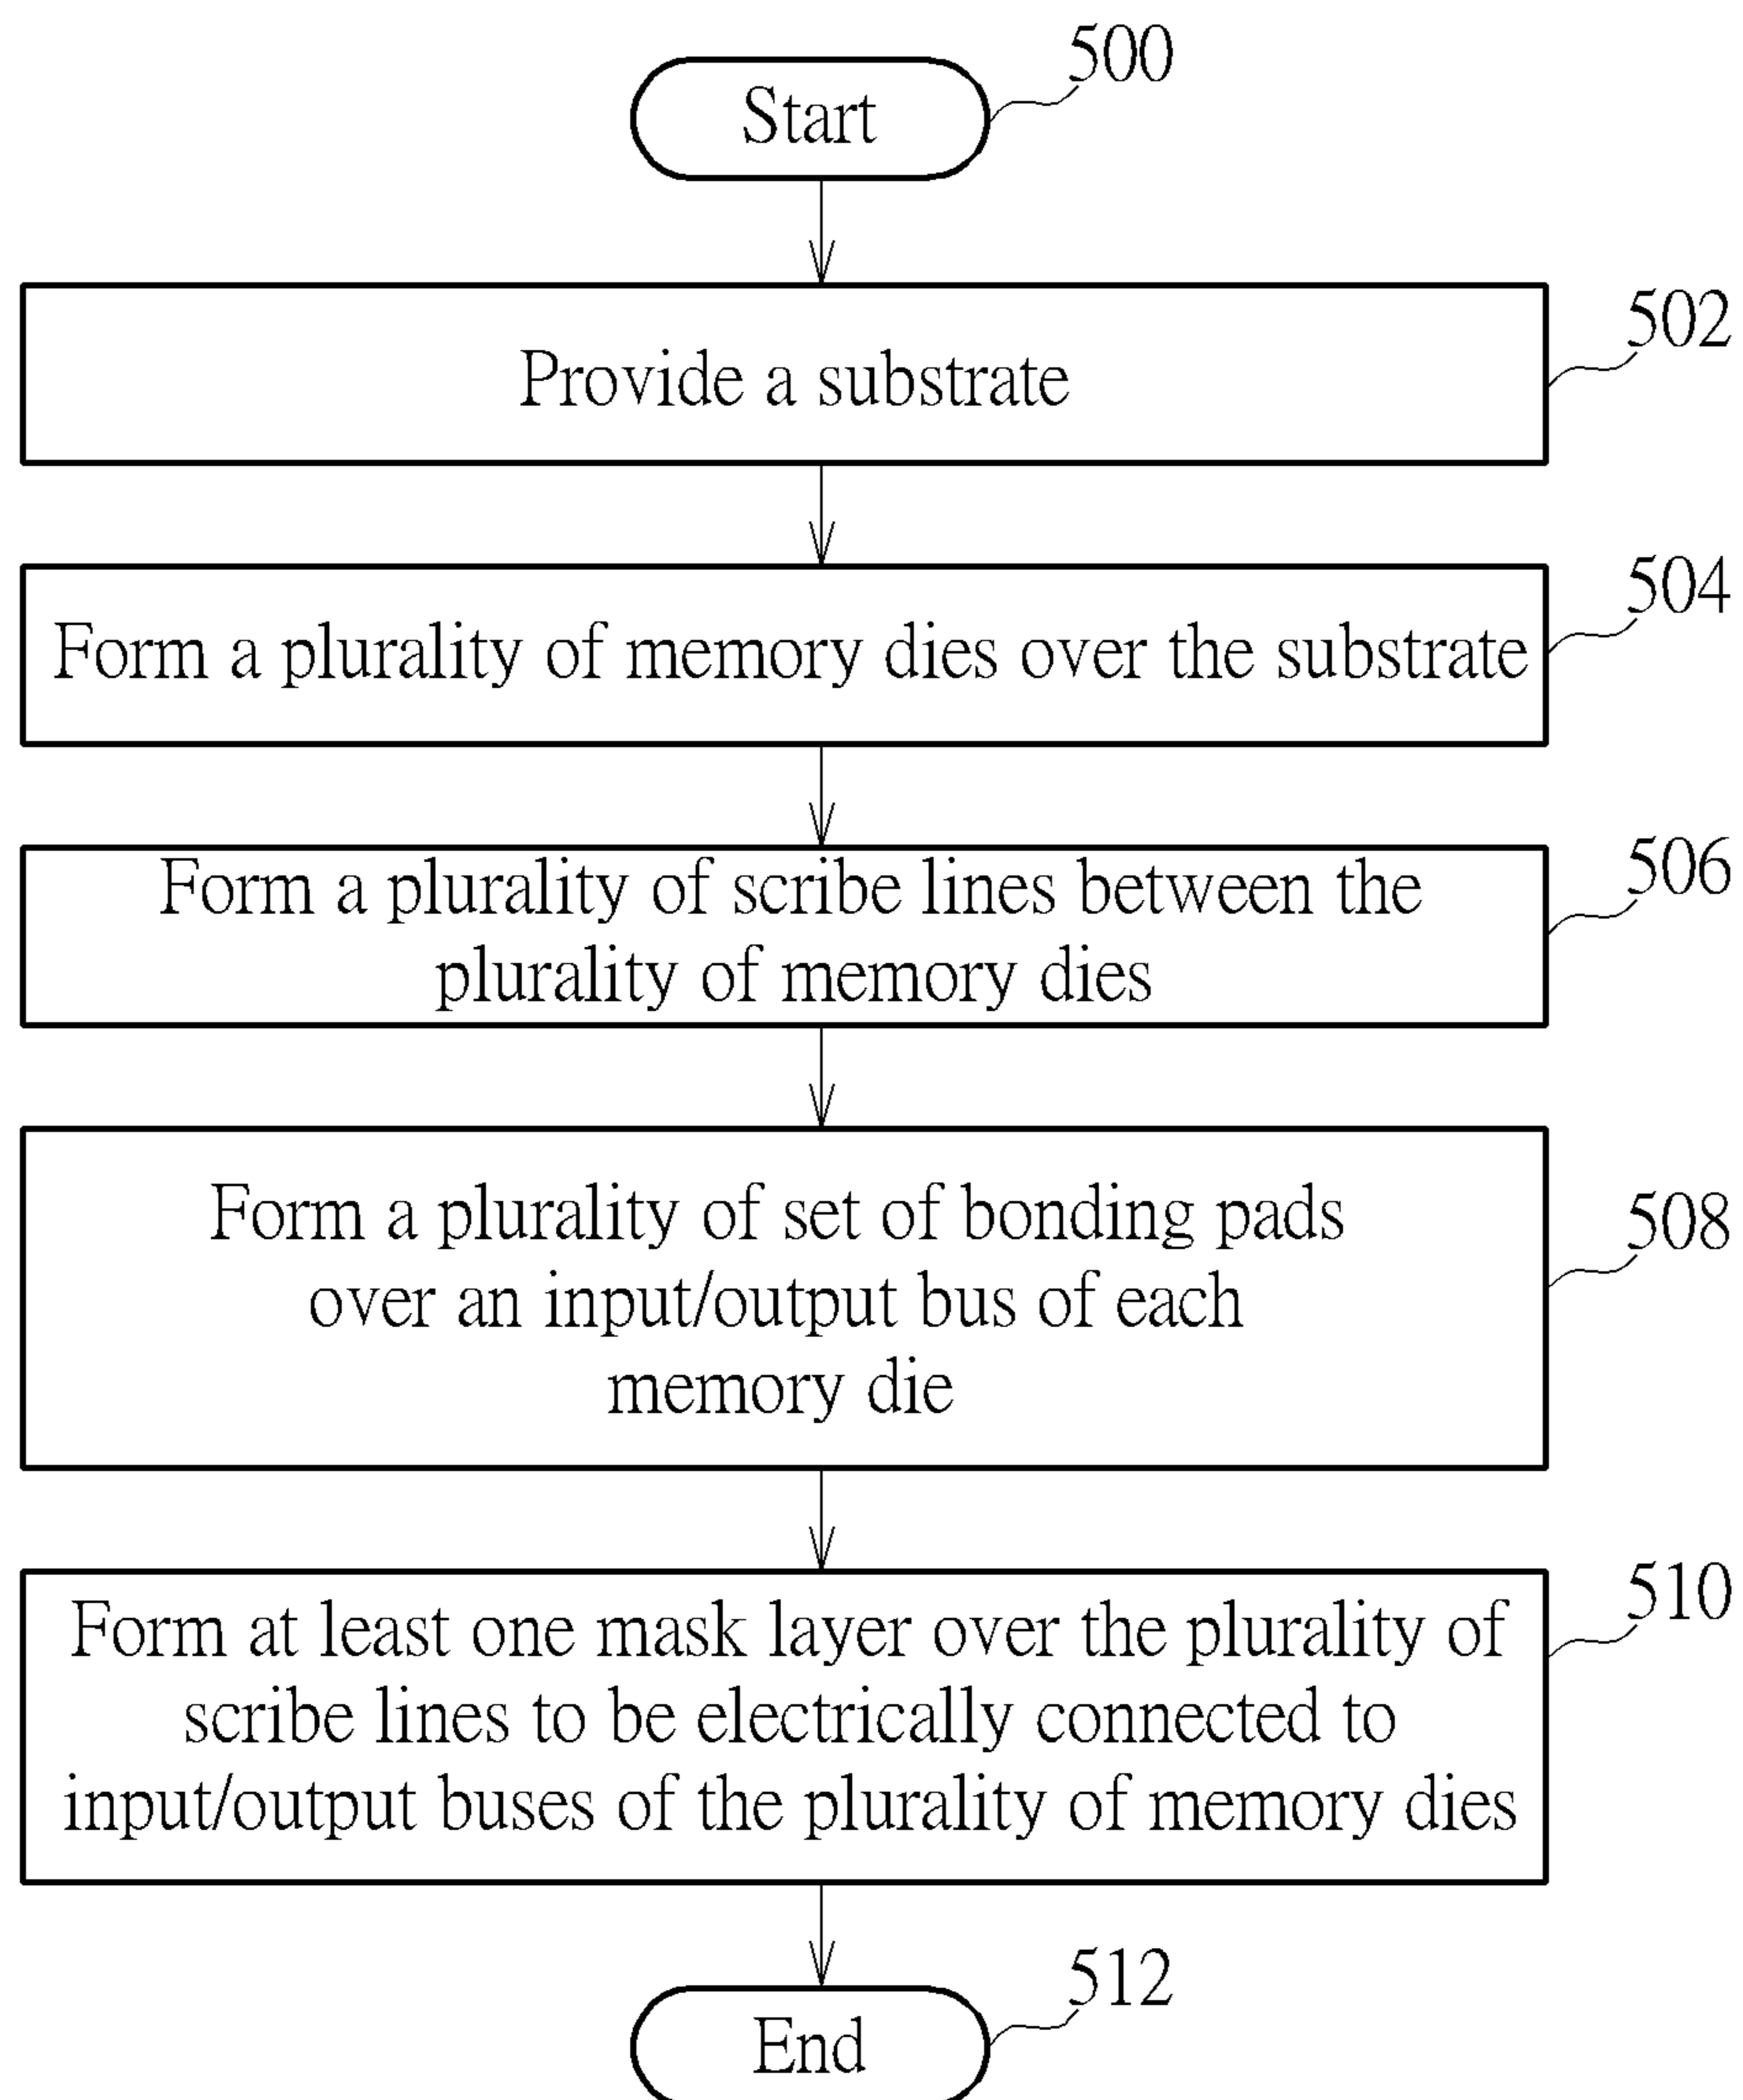 500
Start
502
Provide a substrate
504
Form a plurality of memory dies over the substrate
506
Form a plurality of scribe lines between the
plurality of memory dies
508
Form a plurality of set of bonding pads
over an input/output bus of each
memory die
510
Form at least one mask layer over the plurality of
scribe lines to be electrically connected to
input/output buses of the plurality of memory dies
512
End